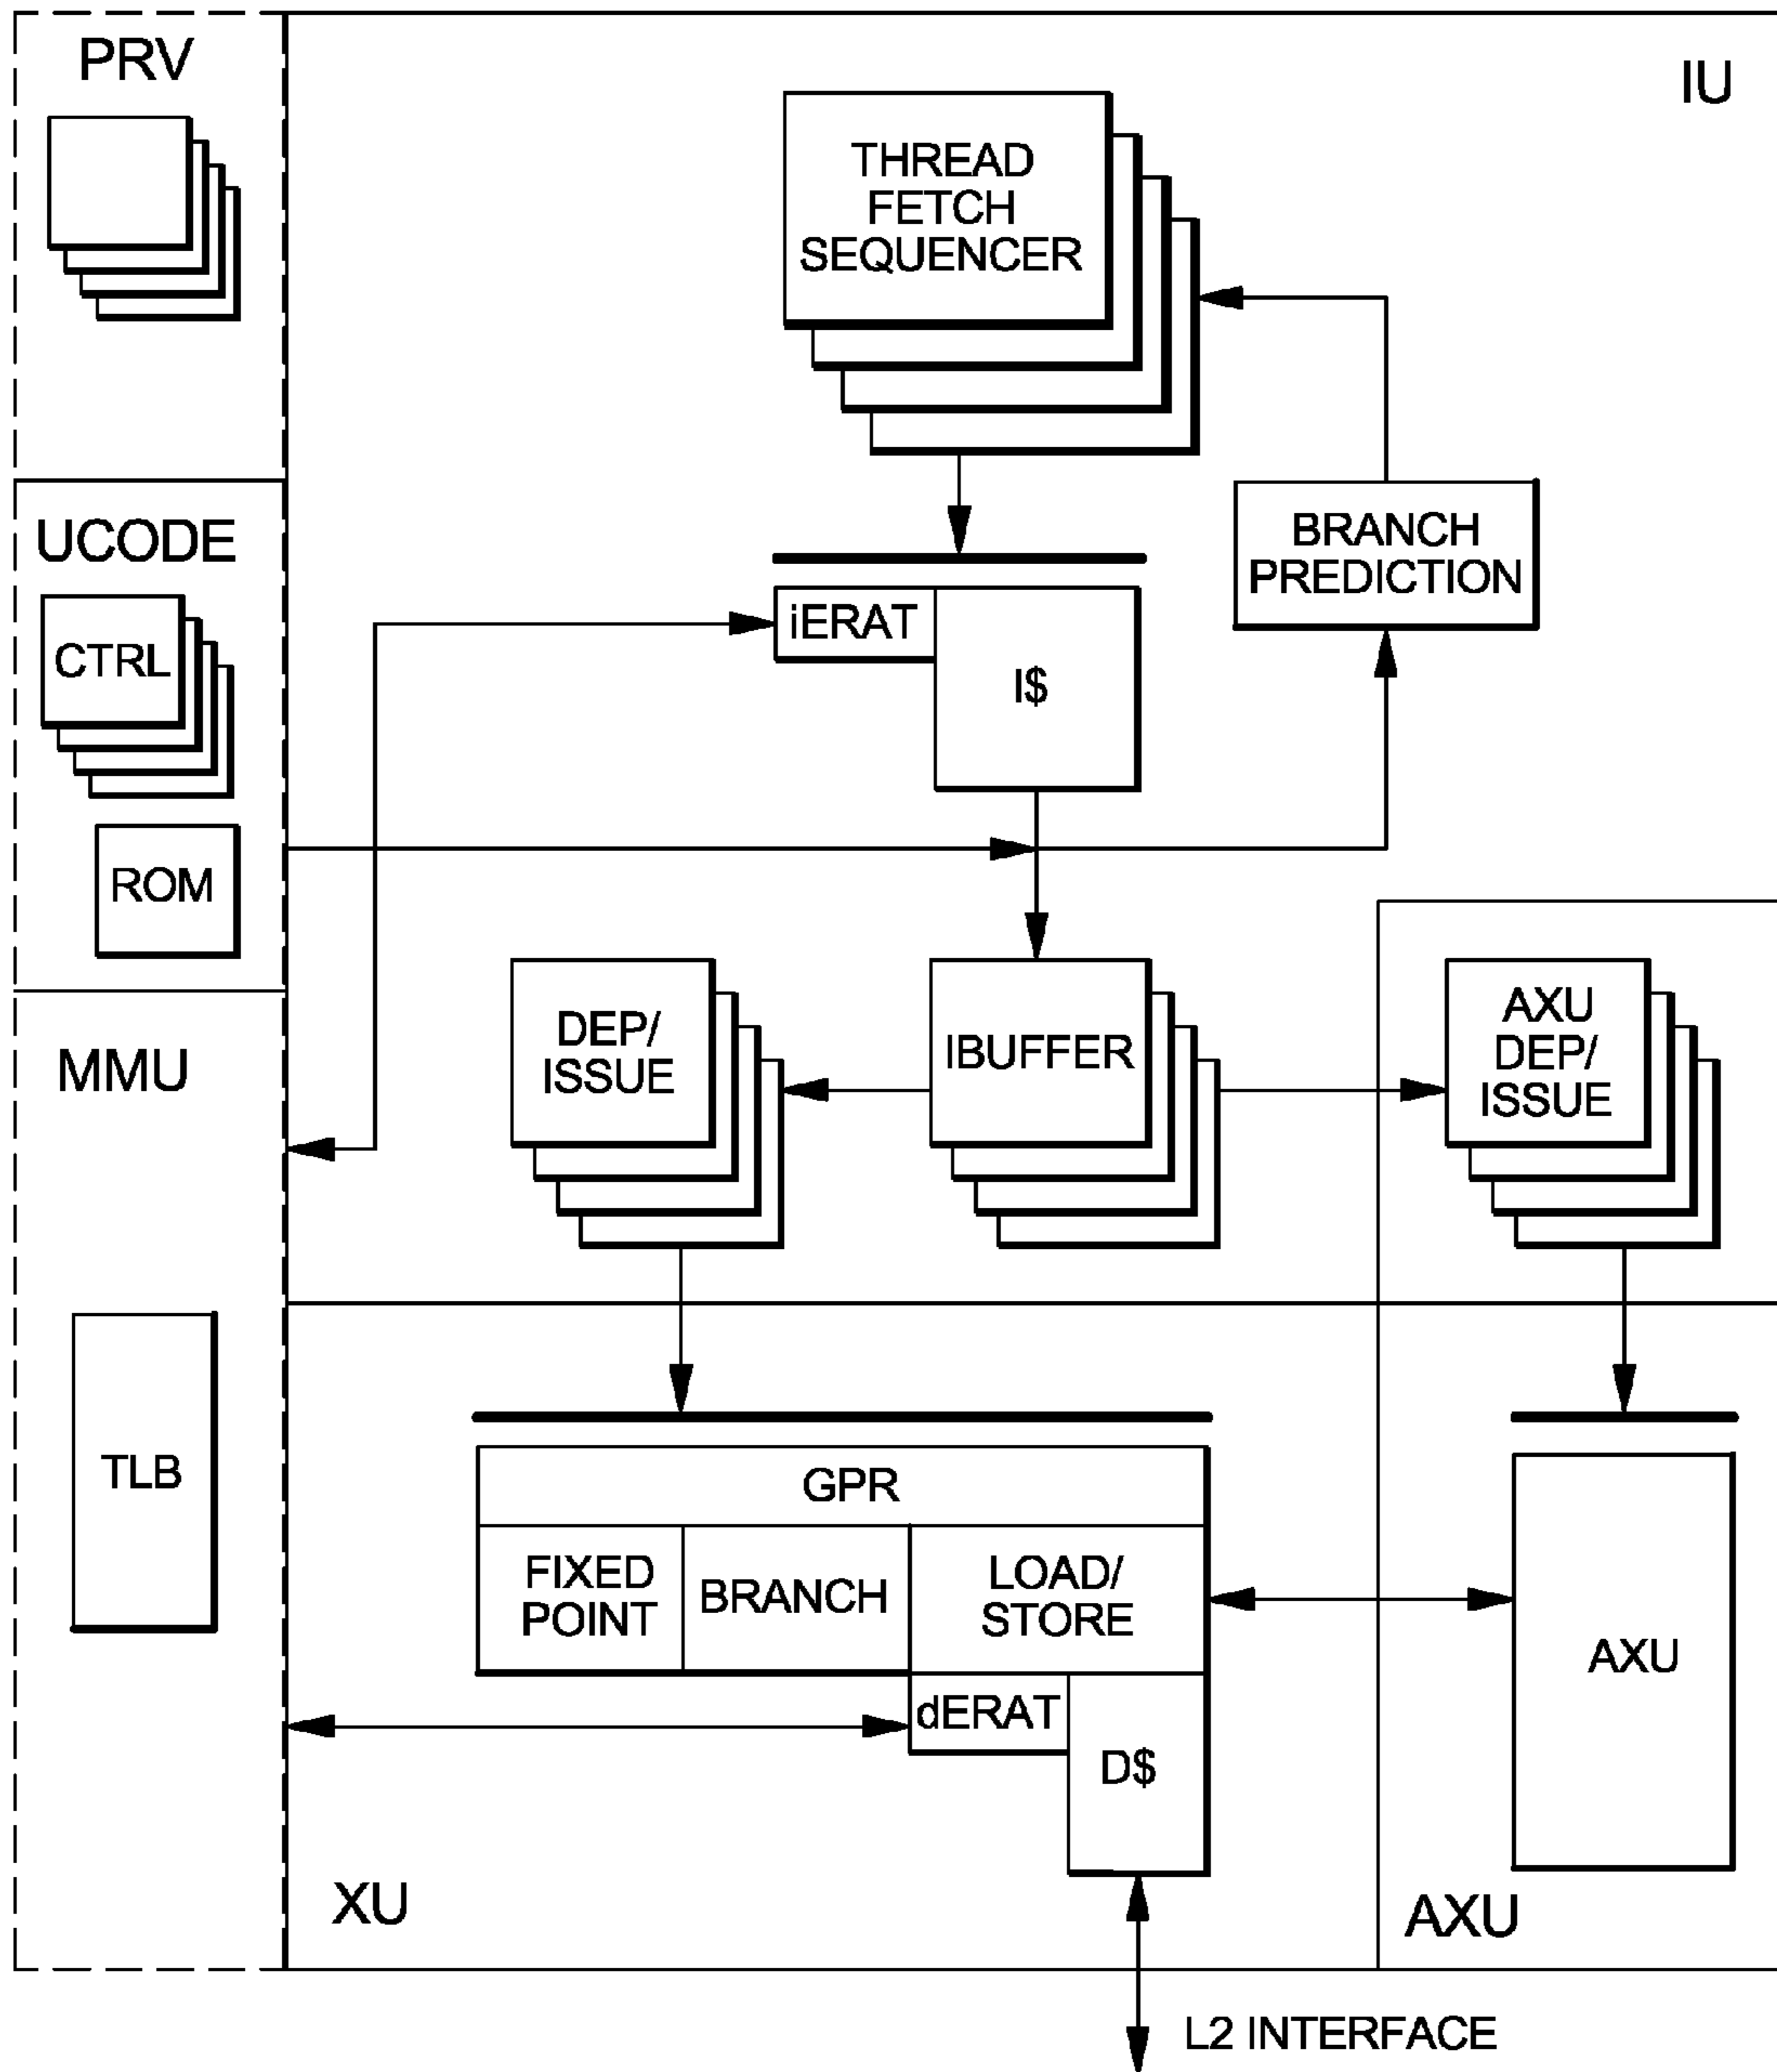 PRV
IU
THREAD
FETCH
SEQUENCER
UCODE
CTRL
ROM
BRANCH
PREDICTION
iERAT
I$
MMU
TLB
DEP/
ISSUE
IBUFFER
AXU
DEP/
ISSUE
GPR
FIXED
POINT
BRANCH
LOAD/
STORE
dERAT
D$
AXU
XU
AXU
L2 INTERFACE